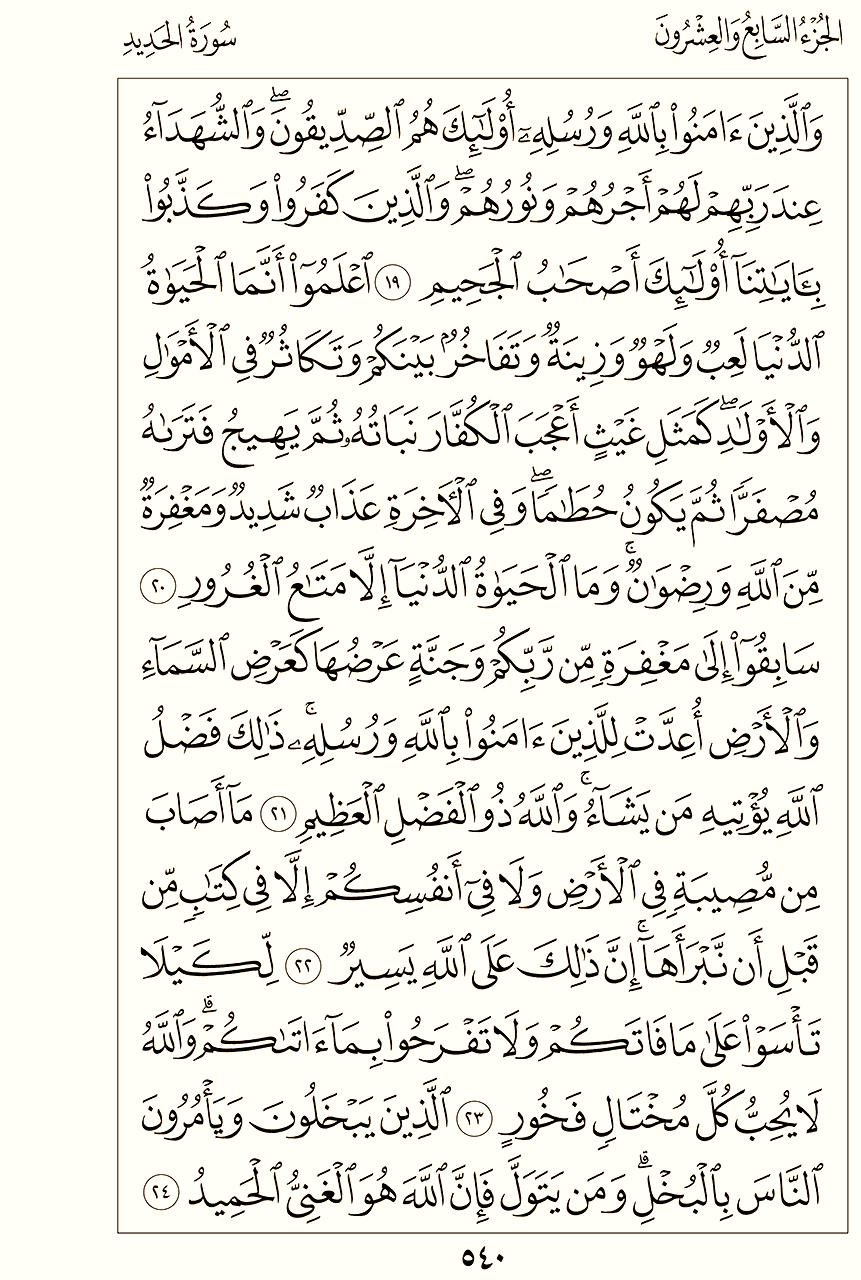 الجُزْءُ السَّابِعُ وَالعِشْرُونَ
سُورَةُ الحَدِيدِ
وَٱلَّذِينَ ءَامَنُوا۟ بِٱللَّهِ وَرُسُلِهِۦٓ أُو۟لَٰٓئِكَ هُمُ ٱلصِّدِّيقُونَ ۖ وَٱلشُّهَدَآءُ
عِندَ رَبِّهِمْ لَهُمْ أَجْرُهُمْ وَنُورُهُمْ ۖ وَٱلَّذِينَ كَفَرُوا۟ وَكَذَّبُوا۟
بِـَٔايَٰتِنَآ أُو۟لَٰٓئِكَ أَصْحَٰبُ ٱلْجَحِيمِ ١٩ ٱعْلَمُوٓا۟ أَنَّمَا ٱلْحَيَوٰةُ
ٱلدُّنْيَا لَعِبٌ وَلَهْوٌ وَزِينَةٌ وَتَفَاخُرٌۢ بَيْنَكُمْ وَتَكَاثُرٌ فِى ٱلْأَمْوَٰلِ
وَٱلْأَوْلَٰدِ ۖ كَمَثَلِ غَيْثٍ أَعْجَبَ ٱلْكُفَّارَ نَبَاتُهُۥ ثُمَّ يَهِيجُ فَتَرَىٰهُ
مُصْفَرًّا ثُمَّ يَكُونُ حُطَٰمًا ۖ وَفِى ٱلْـَٔاخِرَةِ عَذَابٌ شَدِيدٌ وَمَغْفِرَةٌ
مِّنَ ٱللَّهِ وَرِضْوَٰنٌ ۚ وَمَا ٱلْحَيَوٰةُ ٱلدُّنْيَآ إِلَّا مَتَٰعُ ٱلْغُرُورِ ٢٠
سَابِقُوٓا۟ إِلَىٰ مَغْفِرَةٍ مِّن رَّبِّكُمْ وَجَنَّةٍ عَرْضُهَا كَعَرْضِ ٱلسَّمَآءِ
وَٱلْأَرْضِ أُعِدَّتْ لِلَّذِينَ ءَامَنُوا۟ بِٱللَّهِ وَرُسُلِهِۦ ۚ ذَٰلِكَ فَضْلُ
ٱللَّهِ يُؤْتِيهِ مَن يَشَآءُ ۚ وَٱللَّهُ ذُو ٱلْفَضْلِ ٱلْعَظِيمِ ٢١ مَآ أَصَابَ
مِن مُّصِيبَةٍ فِى ٱلْأَرْضِ وَلَا فِىٓ أَنفُسِكُمْ إِلَّا فِى كِتَٰبٍ مِّن
قَبْلِ أَن نَّبْرَأَهَآ ۚ إِنَّ ذَٰلِكَ عَلَى ٱللَّهِ يَسِيرٌ ٢٢ لِّكَيْلَا
تَأْسَوْا۟ عَلَىٰ مَا فَاتَكُمْ وَلَا تَفْرَحُوا۟ بِمَآ ءَاتَىٰكُمْ ۗ وَٱللَّهُ
لَا يُحِبُّ كُلَّ مُخْتَالٍ فَخُورٍ ٢٣ ٱلَّذِينَ يَبْخَلُونَ وَيَأْمُرُونَ
ٱلنَّاسَ بِٱلْبُخْلِ ۗ وَمَن يَتَوَلَّ فَإِنَّ ٱللَّهَ هُوَ ٱلْغَنِىُّ ٱلْحَمِيدُ ٢٤
٥٤٠